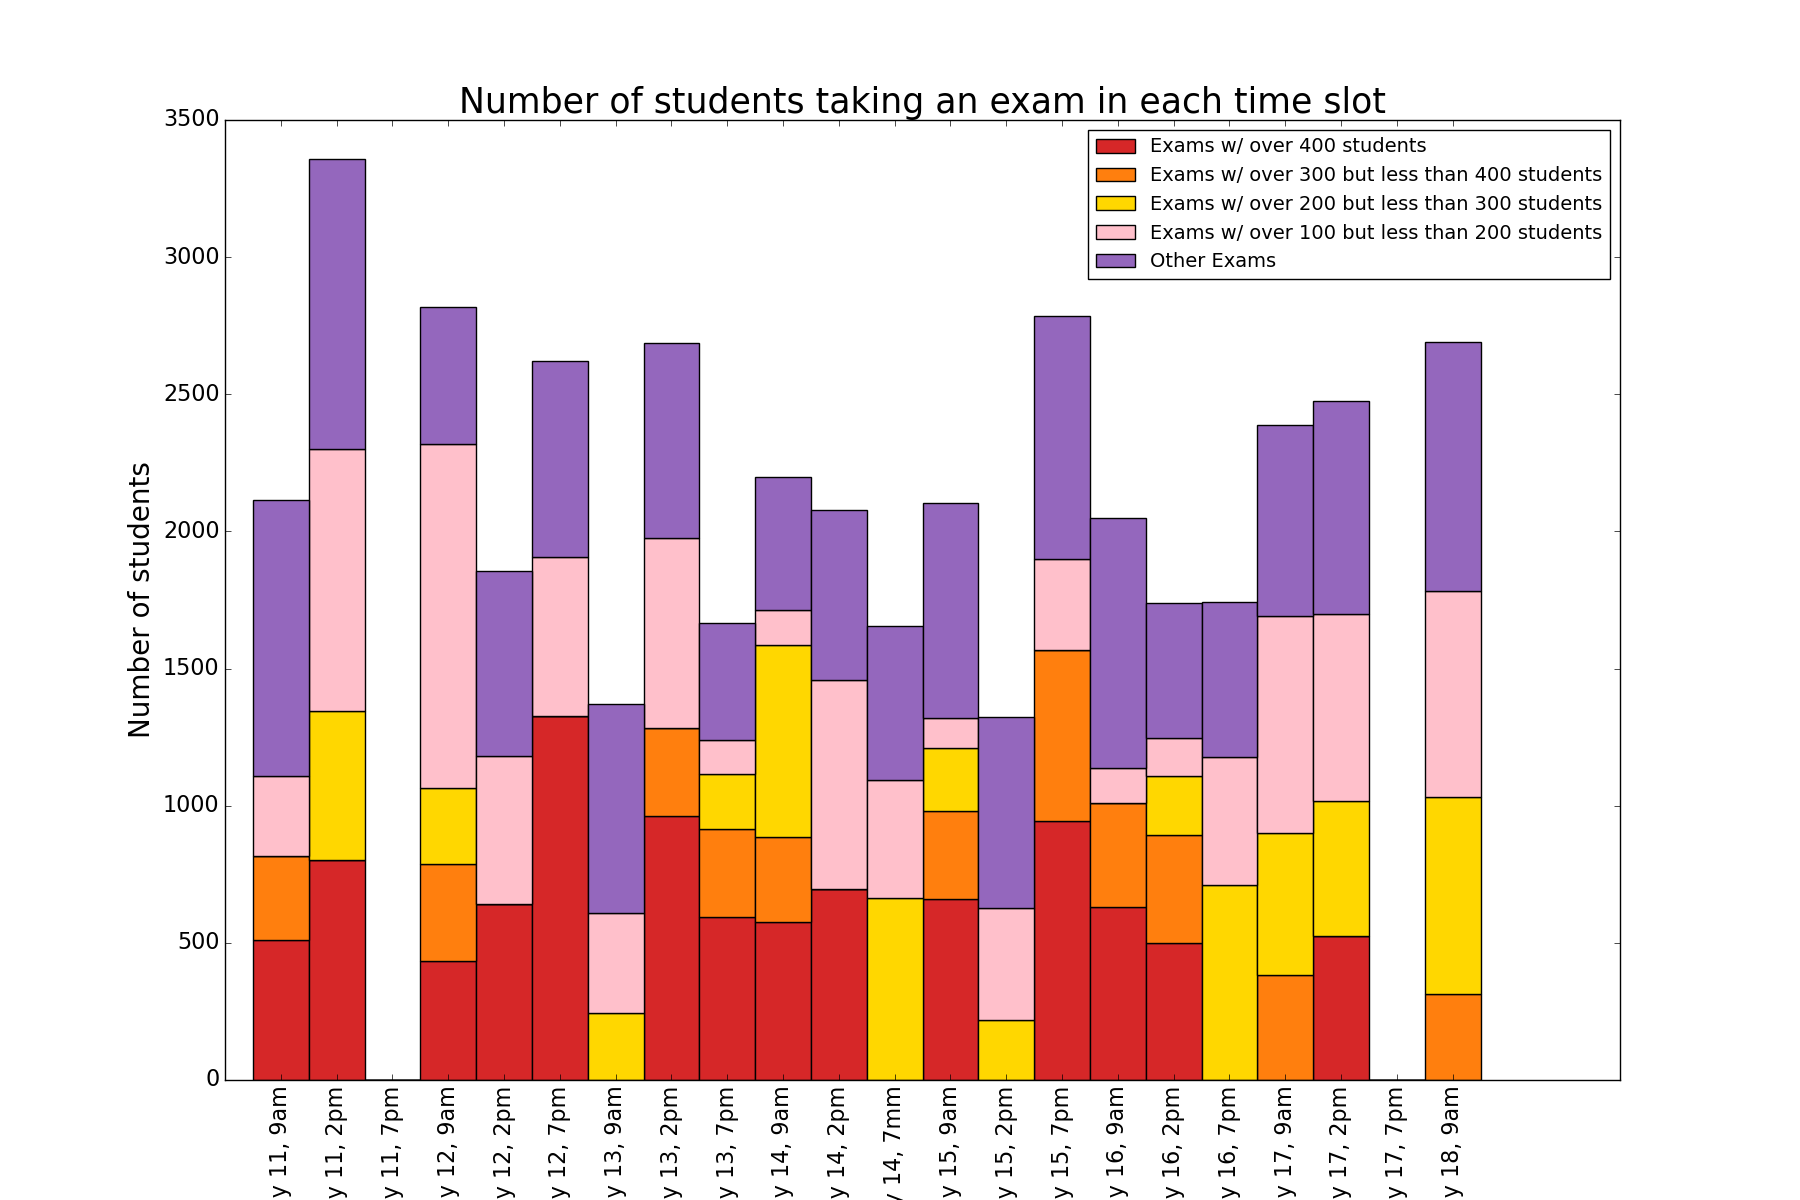 Number of students taking an exam in each time slot
3500
3000
2500
2000
1500
1000
500
0
Number of students
Exams w/ over 400 students
Exams w/ over 300 but less than 400 students
Exams w/ over 200 but less than 300 students
Exams w/ over 100 but less than 200 students
Other Exams
y 11, 9am
y 11, 2pm
y 11, 7pm
y 12, 9am
y 12, 2pm
y 12, 7pm
y 13, 9am
y 13, 2pm
y 13, 7pm
y 14, 9am
y 14, 2pm
y 14, 7mm
y 15, 9am
y 15, 2pm
y 15, 7pm
y 16, 9am
y 16, 2pm
y 16, 7pm
y 17, 9am
y 17, 2pm
y 17, 7pm
y 18, 9am